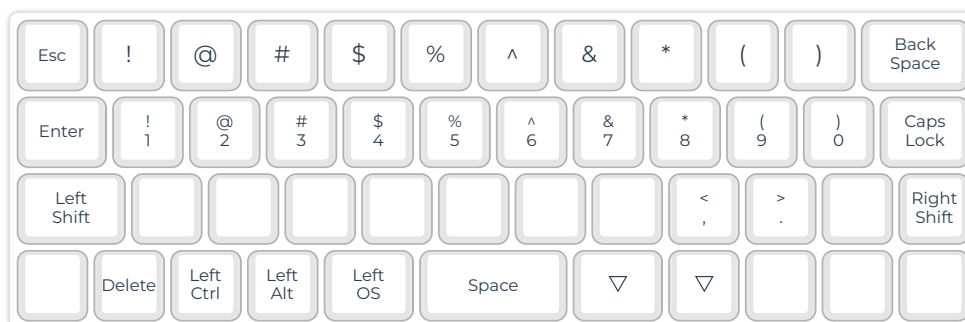 Esc ! @ # $ % ^ & * ( ) Back Space
Enter ! 1 @ 2 # 3 $ 4 % 5 ^ 6 & 7 * 8 ( 9 ) 0 Caps Lock
Left Shift < , > . Right Shift
Delete Left Ctrl Left Alt Left OS Space ▽ ▽